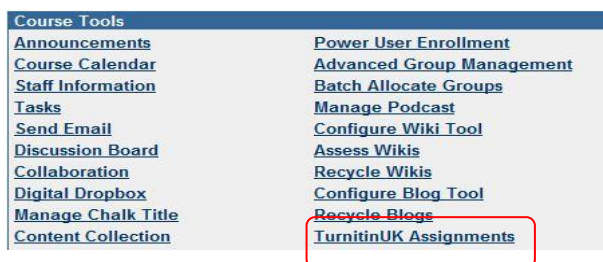 Course Tools
Announcements
Power User Enrollment
Course Calendar
Advanced Group Management
Staff Information
Batch Allocate Groups
Tasks
Manage Podcast
Send Email
Configure Wiki Tool
Discussion Board
Assess Wikis
Collaboration
Recycle Wikis
Digital Dropbox
Configure Blog Tool
Manage Chalk Title
Recycle Blogs
Content Collection
TurnitinUK Assignments